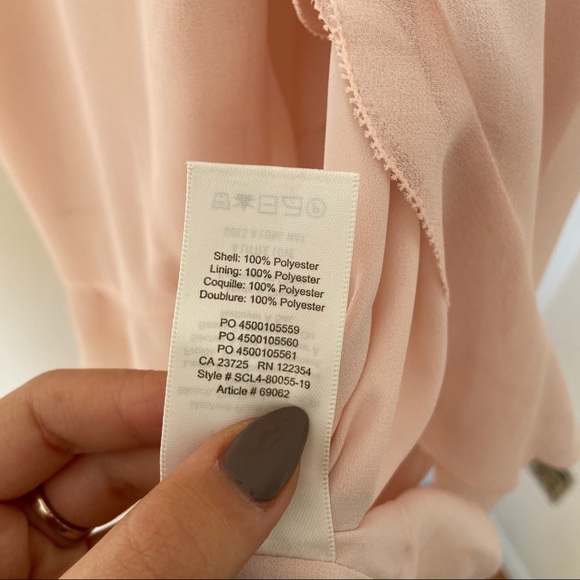 Shell: 100% Polyester
Lining: 100% Polyester
Coquille: 100% Polyester
Doublure: 100% Polyester
PO 4500105559
PO 4500105560
PO 4500105561
CA 23725 RN 122354
Style # SCL4-80055-19
Article # 69062